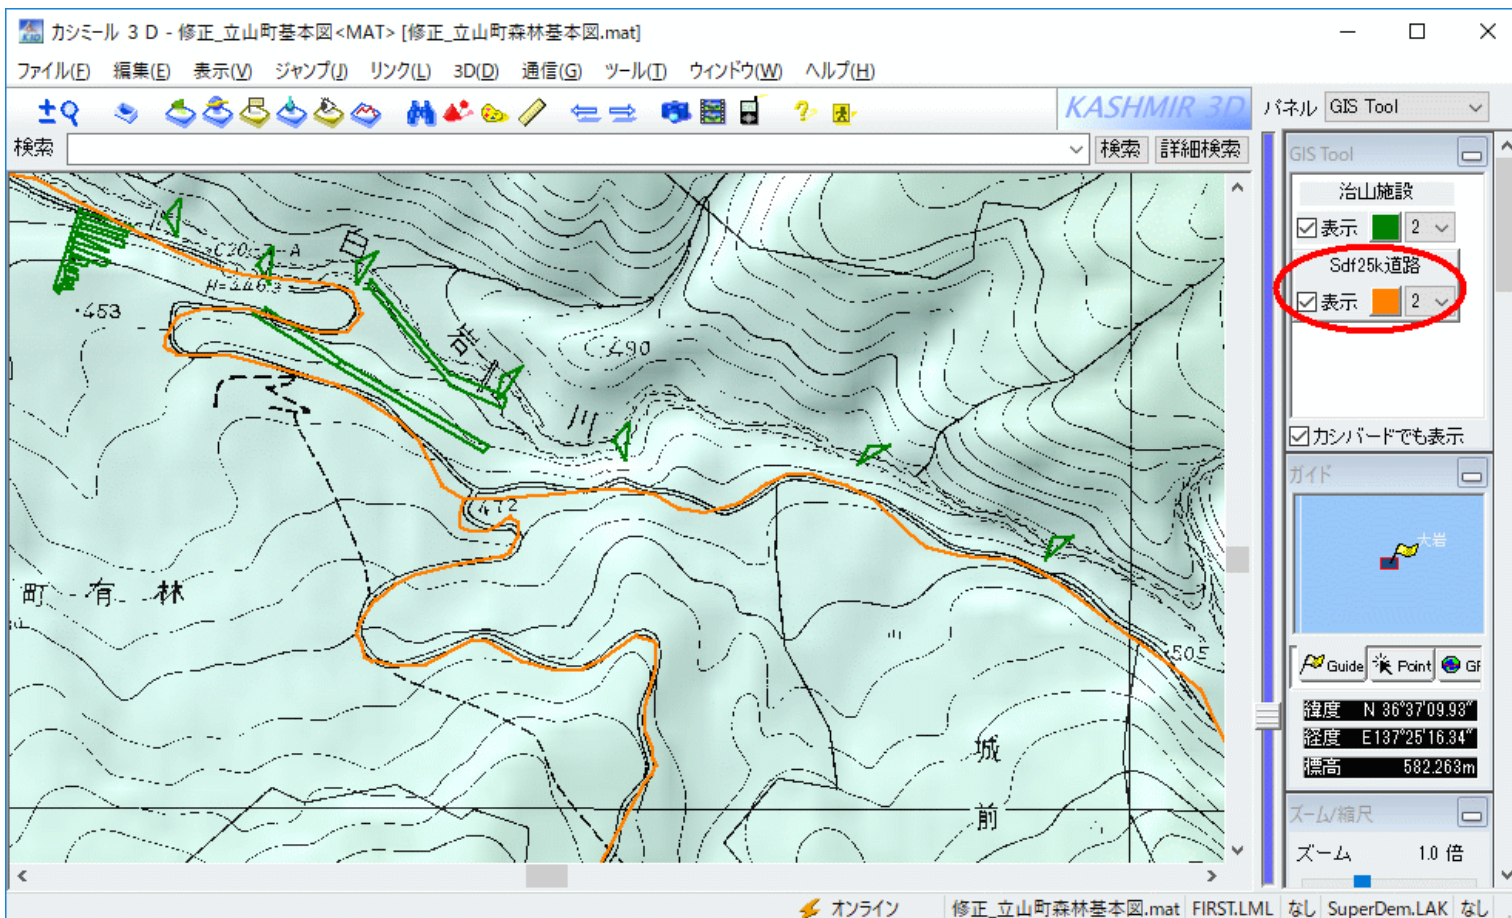 カシミール 3D - 修正_立山町基本図<MAT> [修正_立山町森林基本図.mat]
ファイル(F) 編集(E) 表示(V) ジャンプ(J) リンク(L) 3D(D) 通信(G) ツール(T) ウィンドウ(W) ヘルプ(H)
KASHMIR 3D
パネル GIS Tool
検索 検索 詳細検索
GIS Tool
治山施設
表示 2
Sdf25k道路
表示 2
カシバードでも表示
ガイド
大岩
Guide Point GP
緯度 N 36°37'09.93"
経度 E137°25'16.34"
標高 582.263m
ズーム/縮尺
ズーム 1.0 倍
白
岩
川
453
490
472
505
町 有 林
城
前
オンライン 修正_立山町森林基本図.mat FIRST.LML なし SuperDem.LAK なし